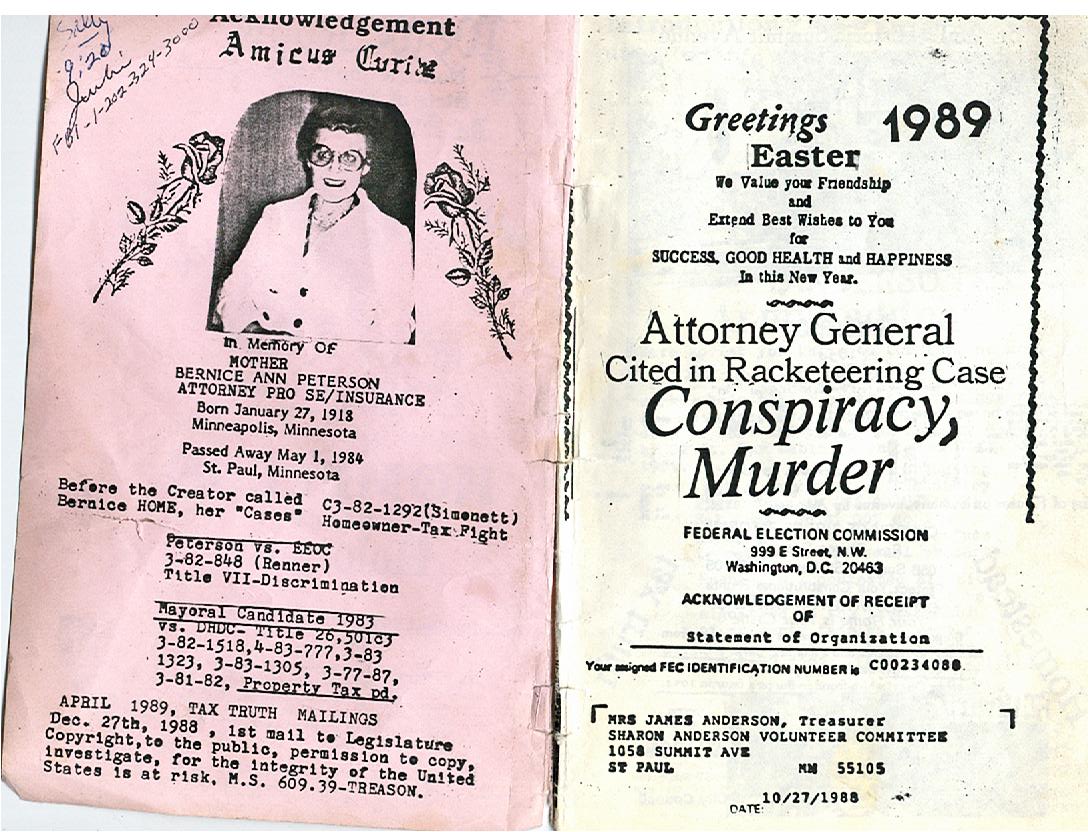 Sally
9:20
FBI-1-202-324-3000
Acknowledgement
Amicus Curiae
In Memory Of
MOTHER
BERNICE ANN PETERSON
ATTORNEY PRO SE/INSURANCE
Born January 27, 1918
Minneapolis, Minnesota
Passed Away May 1, 1984
St. Paul, Minnesota
Before the Creator called
Bernice HOME, her "Cases"
C3-82-1292(Simonett)
Homeowner-Tax Fight
Peterson vs. EEOC
3-82-848 (Renner)
Title VII-Discrimination
Mayoral Candidate 1983
vs. DHDC- Title 26,501c3
3-82-1518,4-83-777,3-83
1323, 3-83-1305, 3-77-87,
3-81-82, Property Tax pd.
APRIL 1989, TAX TRUTH MAILINGS
Dec. 27th, 1988 , 1st mail to Legislature
Copyright,to the public, permission to copy,
investigate, for the integrity of the United
States is at risk. M.S. 609.39-TREASON.
Greetings 1989
Easter
We Value your Friendship
and
Extend Best Wishes to You
for
SUCCESS, GOOD HEALTH and HAPPINESS
In this New Year.
Attorney General
Cited in Racketeering Case
Conspiracy,
Murder
FEDERAL ELECTION COMMISSION
999 E Street, N.W.
Washington, D.C. 20463
ACKNOWLEDGEMENT OF RECEIPT
OF
Statement of Organization
Your assigned FEC IDENTIFICATION NUMBER is C00234088.
MRS JAMES ANDERSON, Treasurer
SHARON ANDERSON VOLUNTEER COMMITTEE
1058 SUMMIT AVE
ST PAUL MN 55105
DATE: 10/27/1988